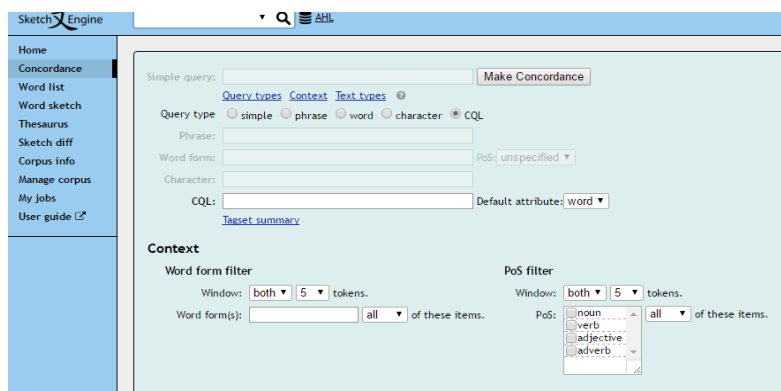 Sketch Engine
AHL
Home
Concordance
Word list
Word sketch
Thesaurus
Sketch diff
Corpus info
Manage corpus
My jobs
User guide
Simple query: Make Concordance
Query types Context Text types ?
Query type simple phrase word character CQL
Phrase:
Word form: PoS: unspecified
Character:
CQL: Default attribute: word
Tagset summary
Context
Word form filter PoS filter
Window: both 5 tokens. Window: both 5 tokens.
Word form(s): all of these items. PoS: noun all of these items.
verb
adjective
adverb